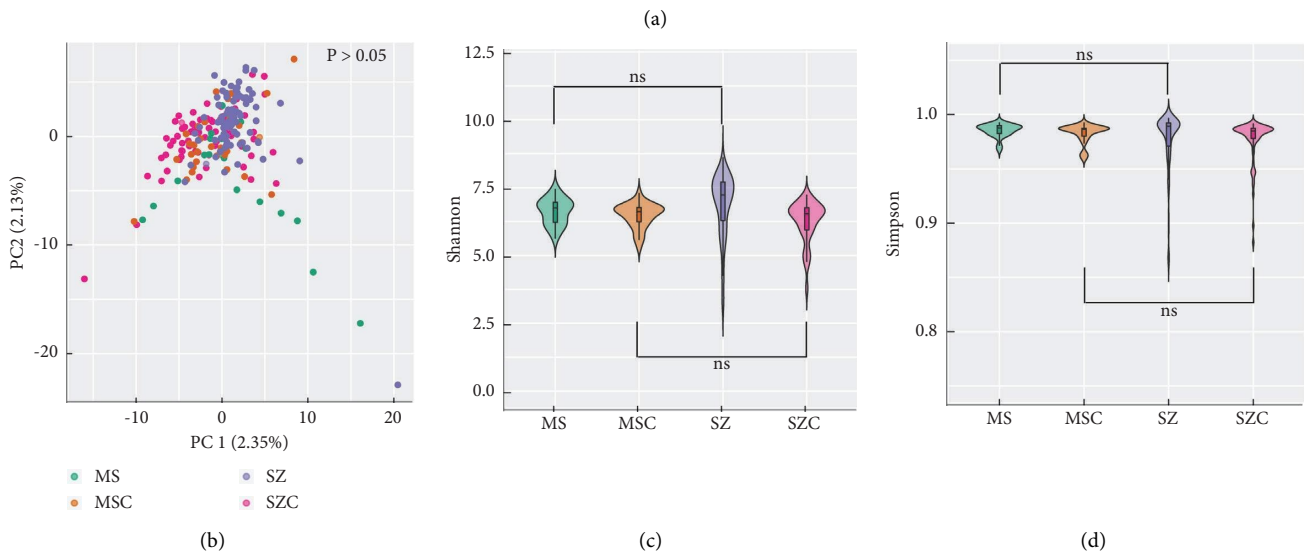 (a)
P > 0.05
0
-10
-20
PC2 (2.13%)
-10
0
10
20
PC 1 (2.35%)
MS
SZ
MSC
SZC
(b)
12.5
10.0
7.5
5.0
2.5
0.0
Shannon
ns
ns
MS
MSC
SZ
SZC
(c)
1.0
0.9
0.8
Simpson
ns
ns
MS
MSC
SZ
SZC
(d)